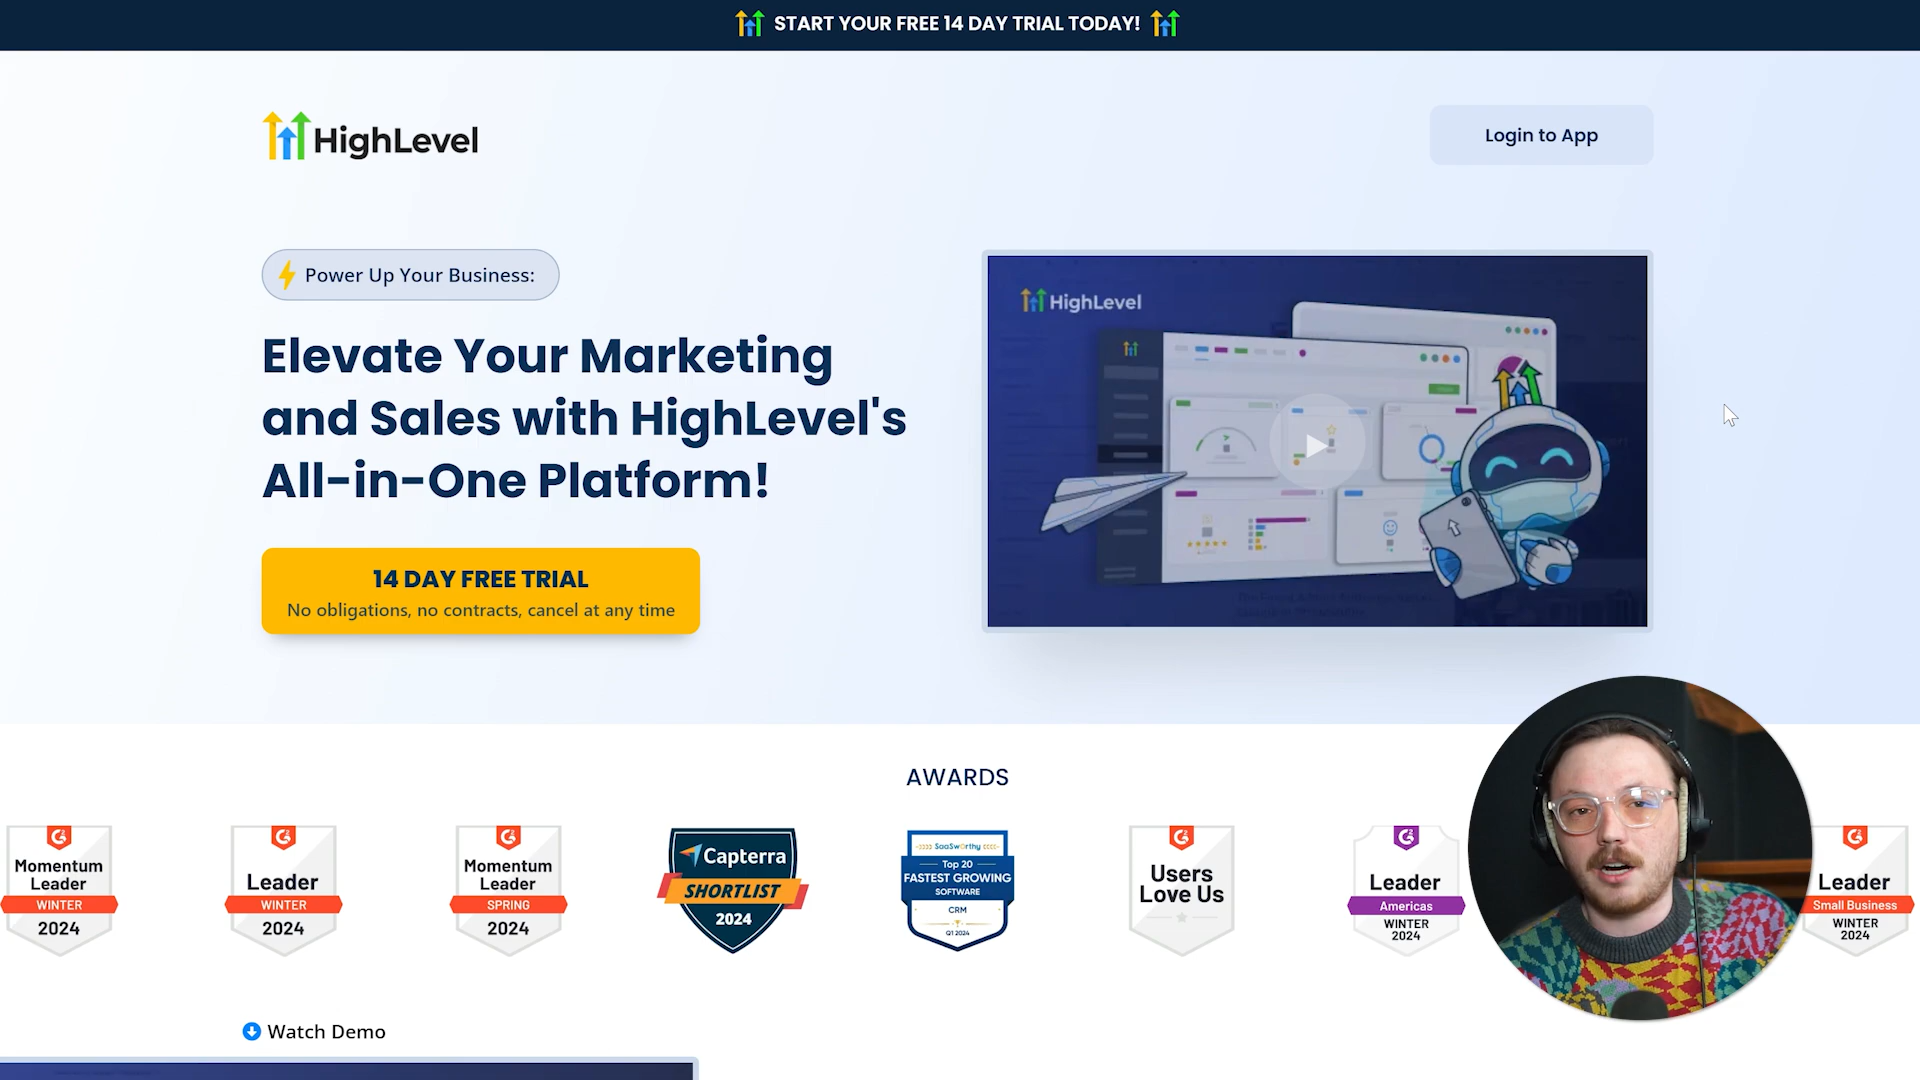 START YOUR FREE 14 DAY TRIAL TODAY!
HighLevel
Login to App
Power Up Your Business:
Elevate Your Marketing
and Sales with HighLevel's
All-in-One Platform!
14 DAY FREE TRIAL
No obligations, no contracts, cancel at any time
HighLevel
AWARDS
Momentum
Leader
WINTER
2024
Leader
WINTER
2024
Momentum
Leader
SPRING
2024
Capterra
SHORTLIST
2024
SaaSworthy
Top 20
FASTEST GROWING
SOFTWARE
CRM
Q1 2024
Users
Love Us
Leader
Americas
WINTER
2024
Leader
Small Business
WINTER
2024
Watch Demo